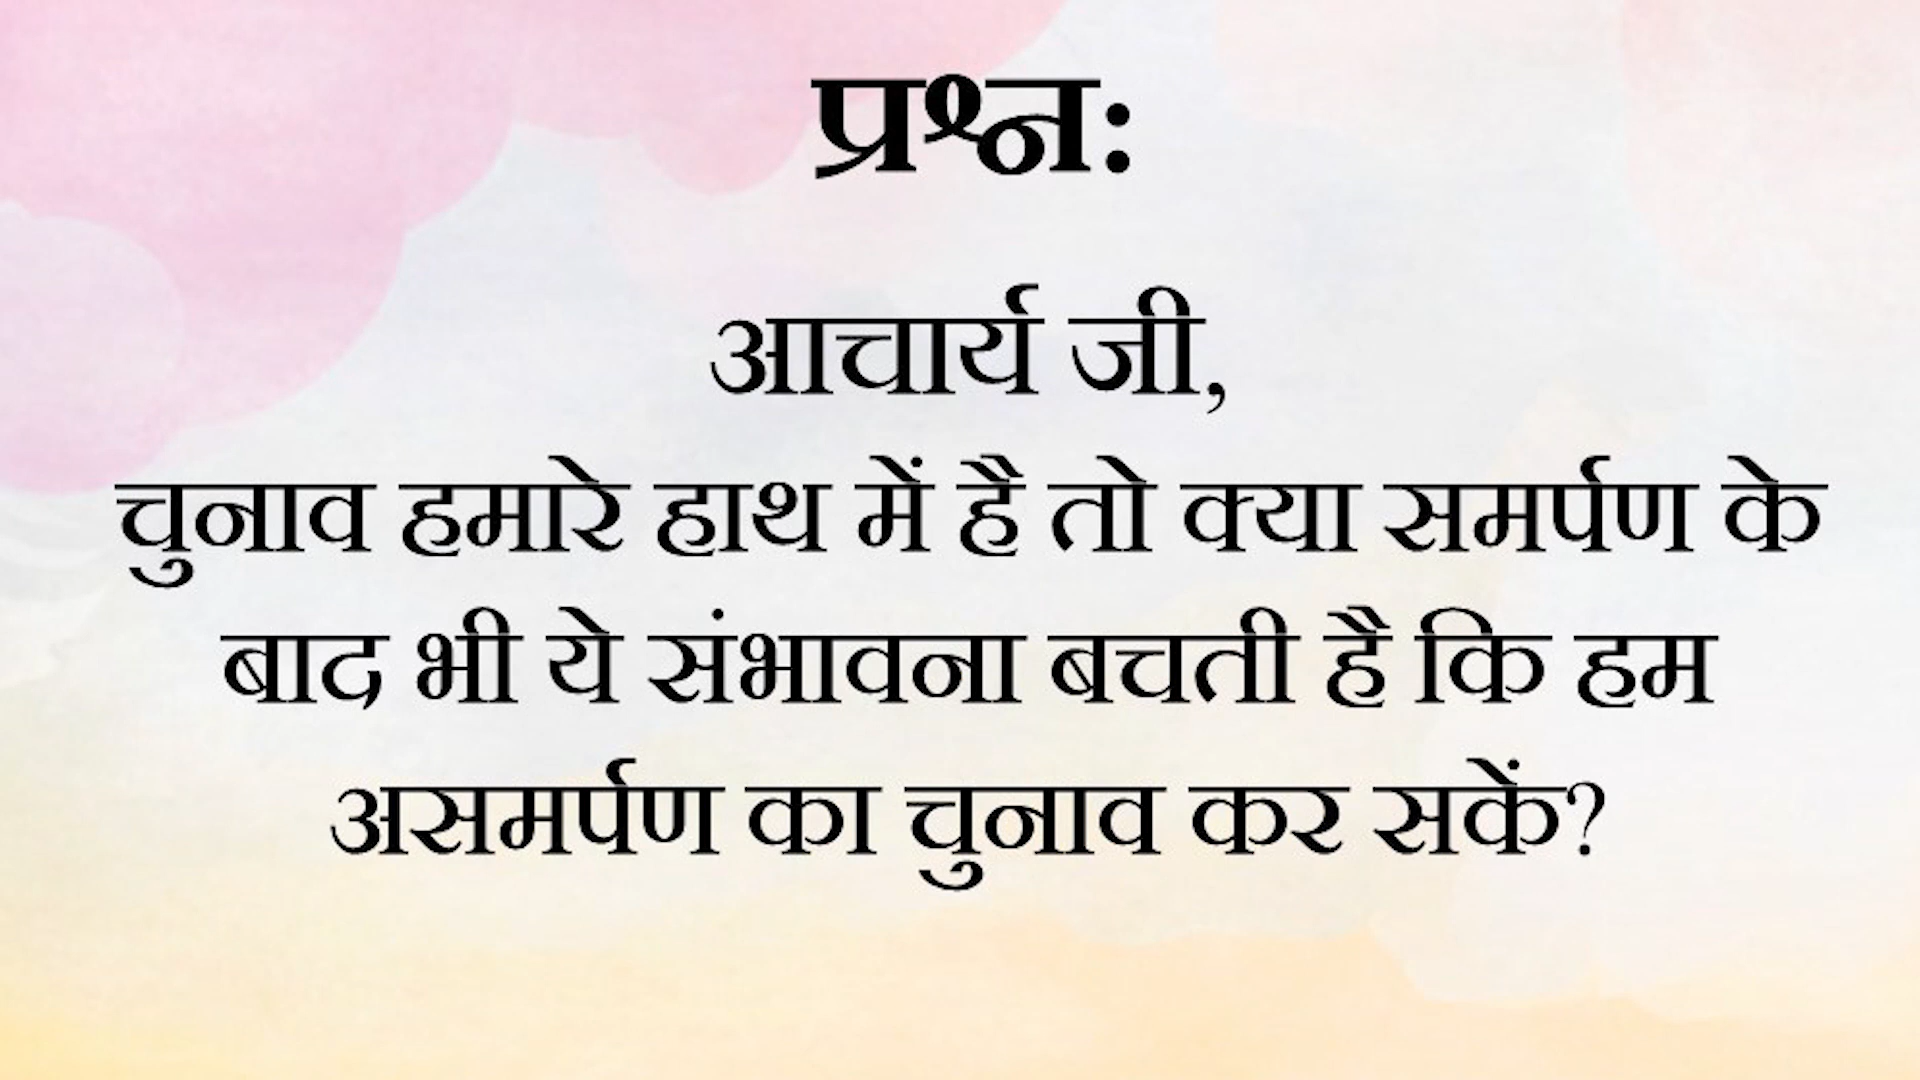 प्रश्न:
आचार्य जी,
चुनाव हमारे हाथ में है तो क्या समर्पण के
बाद भी ये संभावना बचती है कि हम
असमर्पण का चुनाव कर सकें?